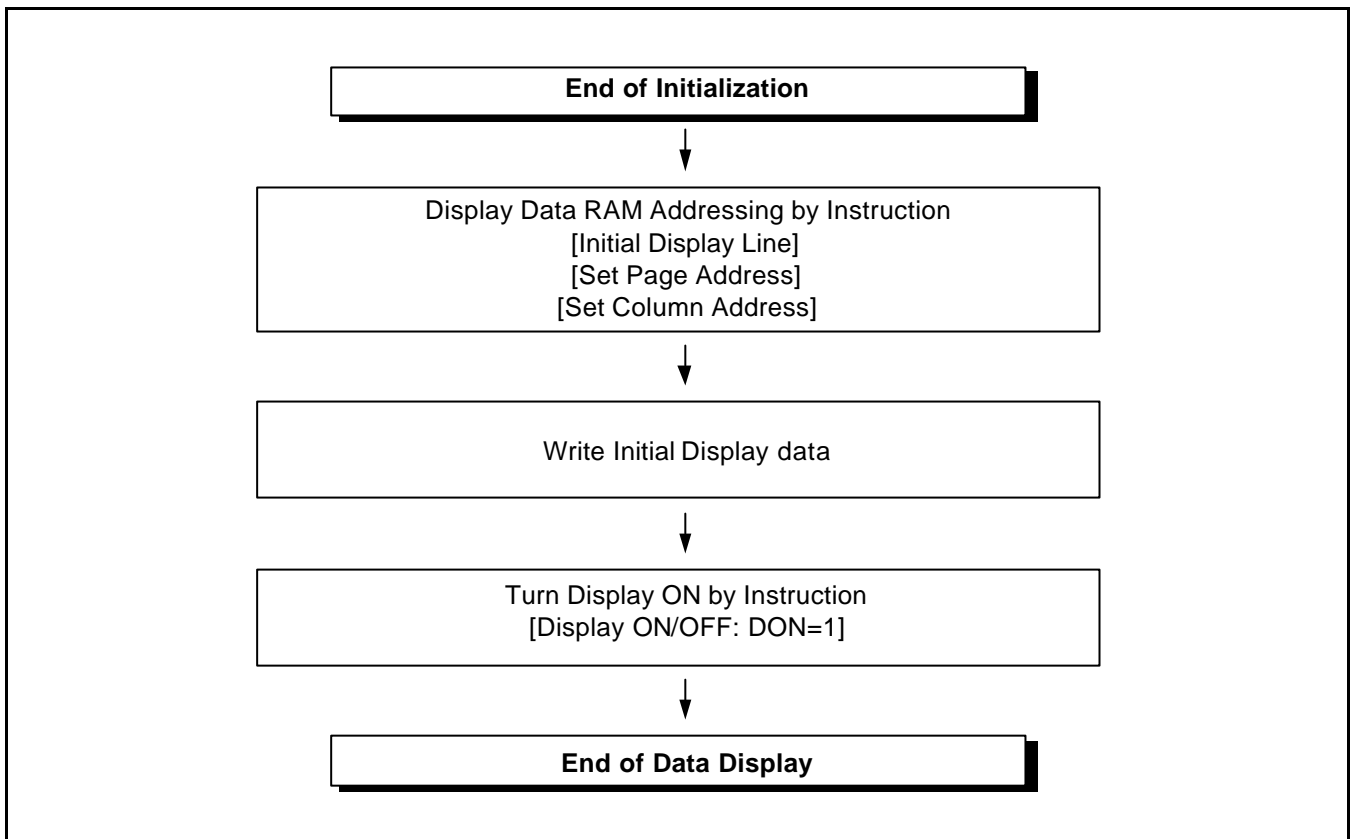 End of Initialization
Display Data RAM Addressing by Instruction
[Initial Display Line]
[Set Page Address]
[Set Column Address]
Write Initial Display data
Turn Display ON by Instruction
[Display ON/OFF: DON=1]
End of Data Display